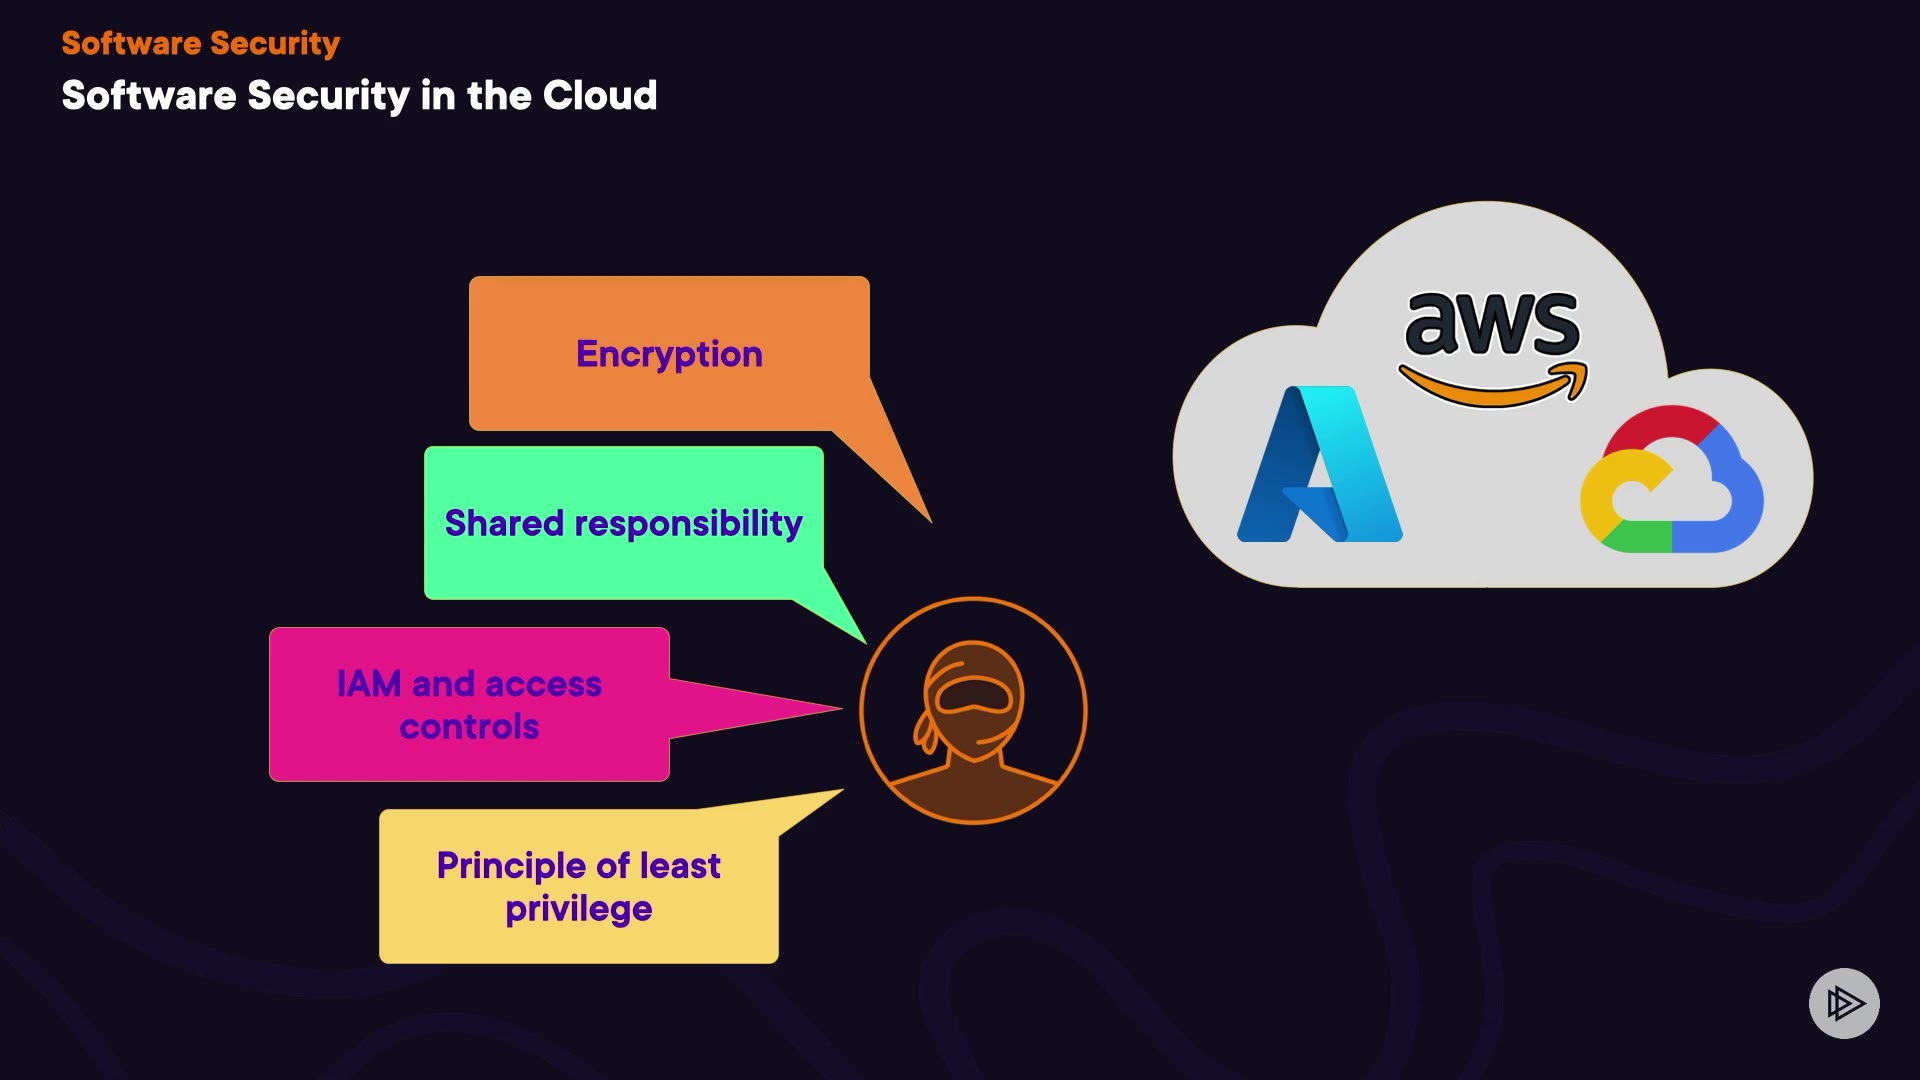 Software Security
Software Security in the Cloud
aws
Encryption
Shared responsibility
IAM and access
controls
Principle of least
privilege